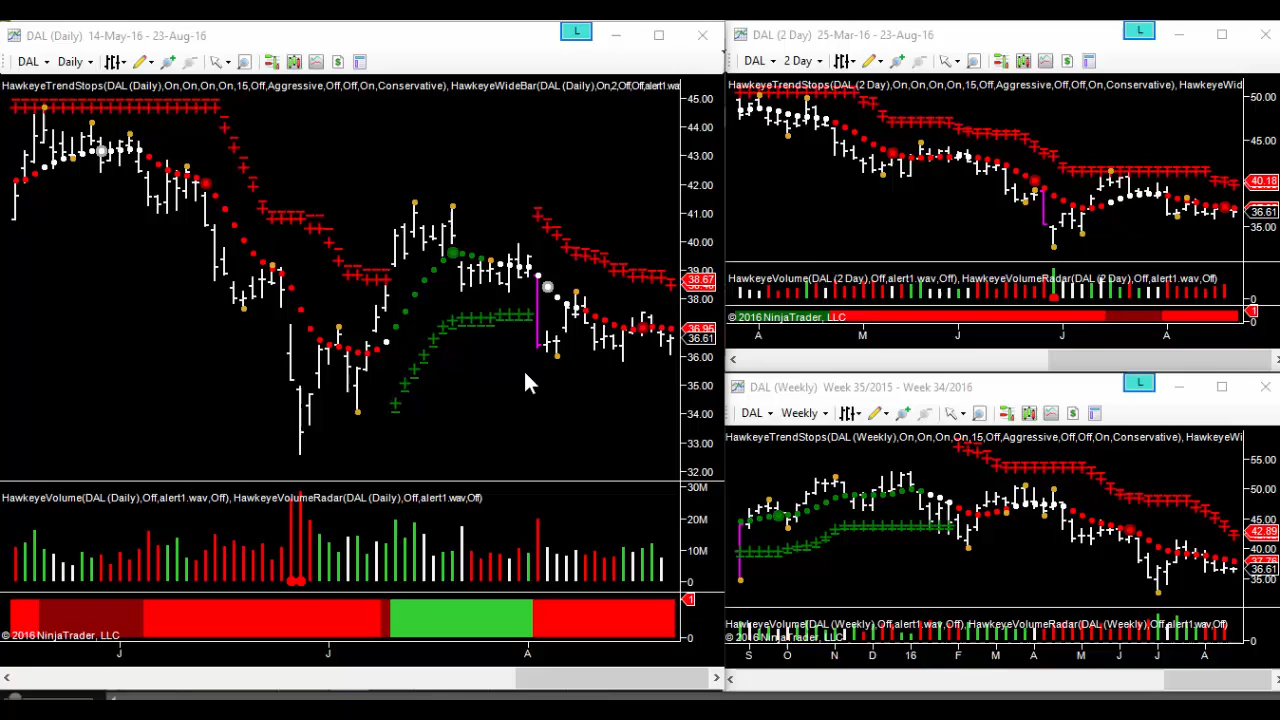 DAL (Daily) 14-May-16 - 23-Aug-16
L
DAL Daily $
HawkeyeTrendStops(DAL (Daily),On,On,On,On,15,Off,Aggressive,Off,Off,On,Conservative), HawkeyeWideBar(DAL (Daily),On,2,
45.00
44.00
43.00
42.00
41.00
40.00
39.00
38.67
38.00
36.95
36.61
36.00
35.00
34.00
33.00
32.00
HawkeyeVolume(DAL (Daily),Off,alert1.wav,Off), HawkeyeVolumeRadar(DAL (Daily),Off,alert1.wav,Off)
30M
20M
10M
0
1
0
© 2016 NinjaTrader, LLC
J J A
DAL (2 Day) 25-Mar-16 - 23-Aug-16
L
DAL 2 Day $
HawkeyeTrendStops(DAL (2 Day),On,On,On,On,15,Off,Aggressive,Off,Off,On,Conservative), HawkeyeWid
50.00
45.00
40.18
36.61
35.00
HawkeyeVolume(DAL (2 Day),Off,alert1.wav,Off), HawkeyeVolumeRadar(DAL (2 Day),Off,alert1.wav,Off)
0
1
0
© 2016 NinjaTrader, LLC
A M J J A
DAL (Weekly) Week 35/2015 - Week 34/2016
L
DAL Weekly $
HawkeyeTrendStops(DAL (Weekly),On,On,On,On,15,Off,Aggressive,Off,Off,On,Conservative), HawkeyeWi
55.00
50.00
45.00
42.89
40.00
36.61
35.00
HawkeyeVolume(DAL (Weekly),Off,alert1.wav,Off), HawkeyeVolumeRadar(DAL (Weekly),Off,alert1.wav,Off)
0
© 2016 NinjaTrader, LLC
S O N D 16 F M A M J J A